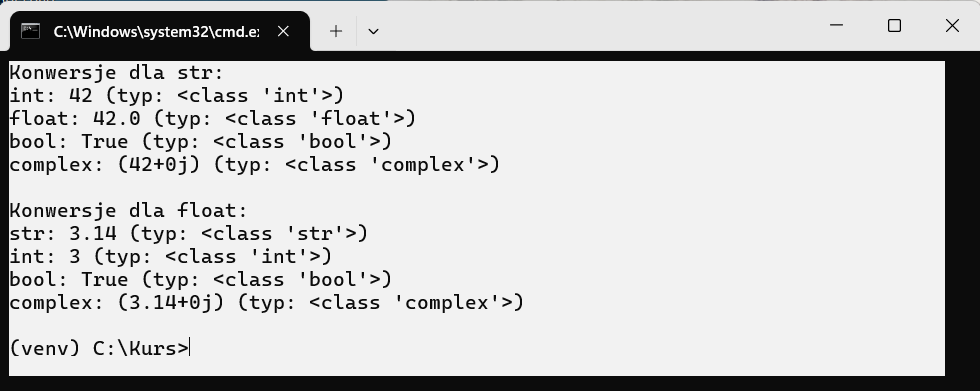 C:\Windows\system32\cmd.e
Konwersje dla str:
int: 42 (typ: <class 'int'>)
float: 42.0 (typ: <class 'float'>)
bool: True (typ: <class 'bool'>)
complex: (42+0j) (typ: <class 'complex'>)
Konwersje dla float:
str: 3.14 (typ: <class 'str'>)
int: 3 (typ: <class 'int'>)
bool: True (typ: <class 'bool'>)
complex: (3.14+0j) (typ: <class 'complex'>)
(venv) C:\Kurs>